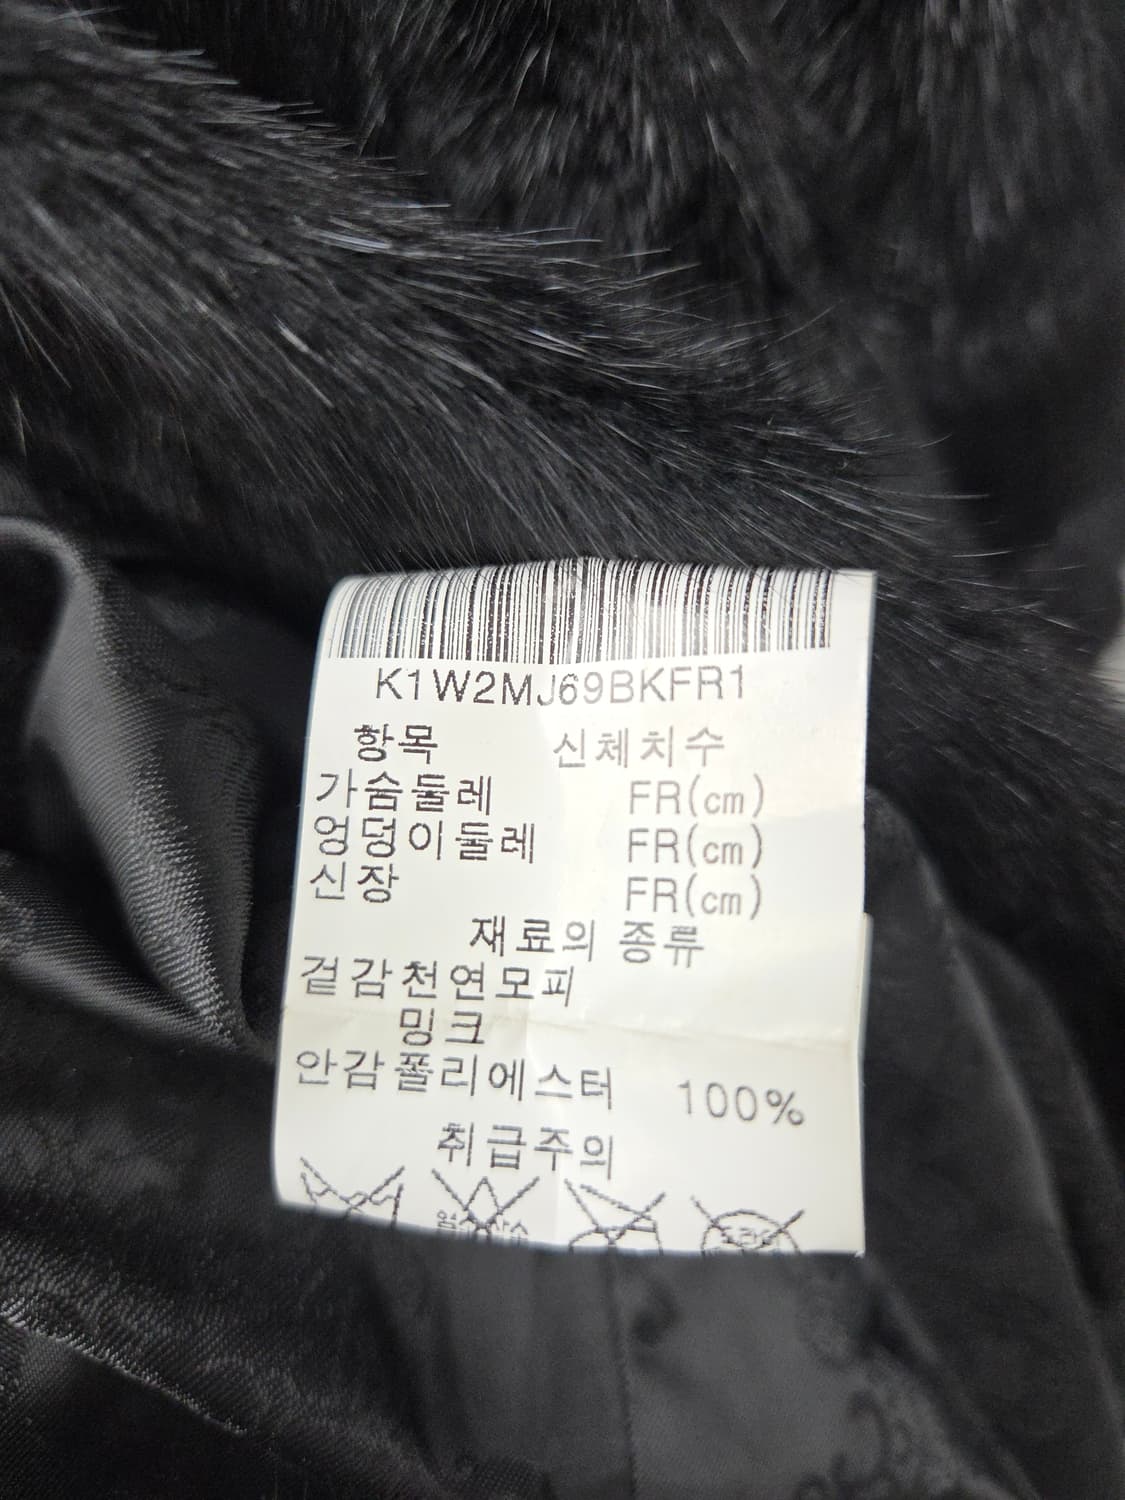 K1W2MJ69BKFR1
항목 신체치수
가슴둘레 FR(cm)
엉덩이둘레 FR(cm)
신장 FR(cm)
재료의 종류
겉감천연모피
밍크
안감폴리에스터 100%
취급주의